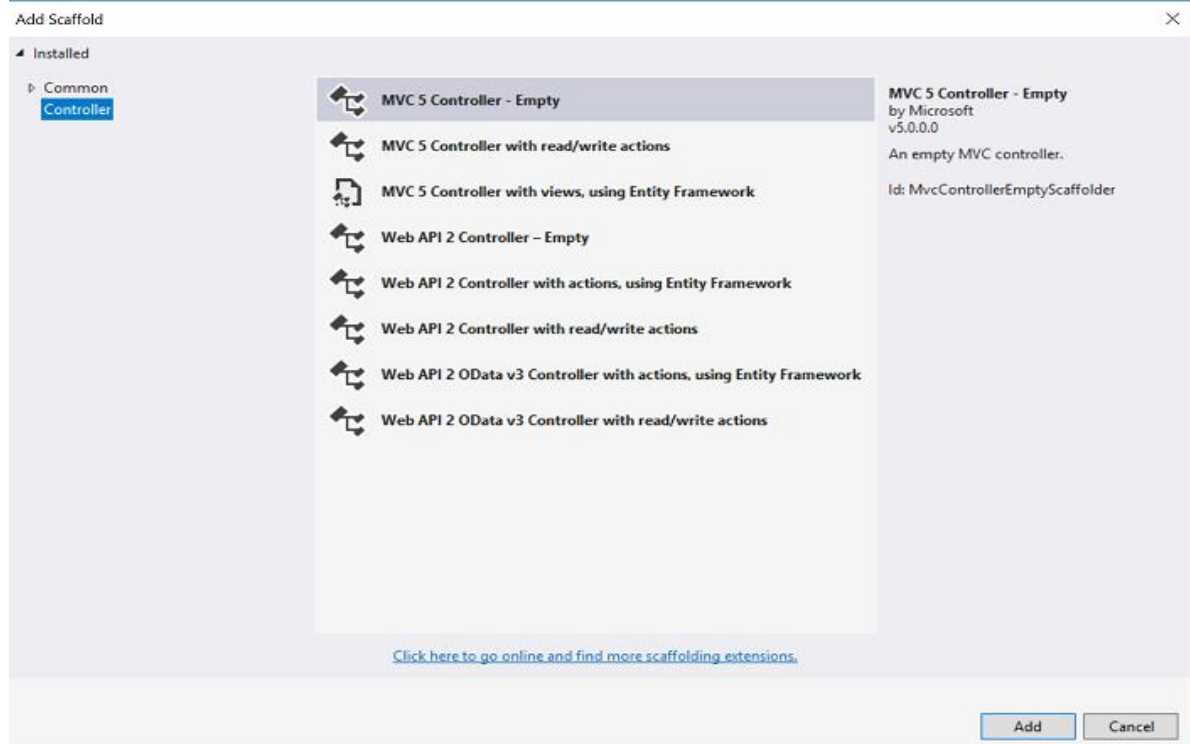 Add Scaffold
Installed
Common
Controller
MVC 5 Controller - Empty
MVC 5 Controller with read/write actions
MVC 5 Controller with views, using Entity Framework
Web API 2 Controller – Empty
Web API 2 Controller with actions, using Entity Framework
Web API 2 Controller with read/write actions
Web API 2 OData v3 Controller with actions, using Entity Framework
Web API 2 OData v3 Controller with read/write actions
MVC 5 Controller - Empty
by Microsoft
v5.0.0.0
An empty MVC controller.
Id: MvcControllerEmptyScaffolder
Click here to go online and find more scaffolding extensions.
Add
Cancel